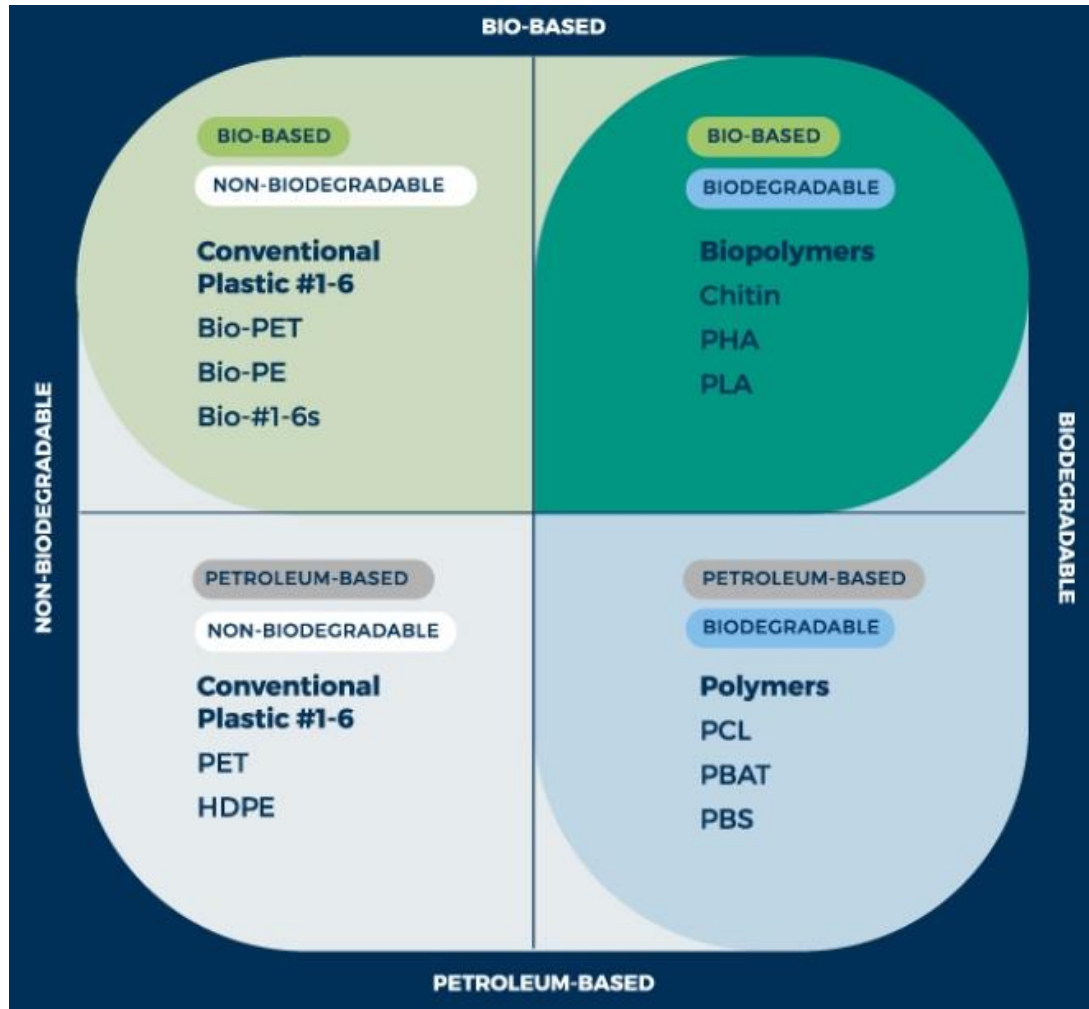 BIO-BASED
BIO-BASED
NON-BIODEGRADABLE
Conventional
Plastic #1-6
Bio-PET
Bio-PE
Bio-#1-6s
BIO-BASED
BIODEGRADABLE
Biopolymers
Chitin
PHA
PLA
NON-BIODEGRADABLE
BIODEGRADABLE
PETROLEUM-BASED
NON-BIODEGRADABLE
Conventional
Plastic #1-6
PET
HDPE
PETROLEUM-BASED
BIODEGRADABLE
Polymers
PCL
PBAT
PBS
PETROLEUM-BASED